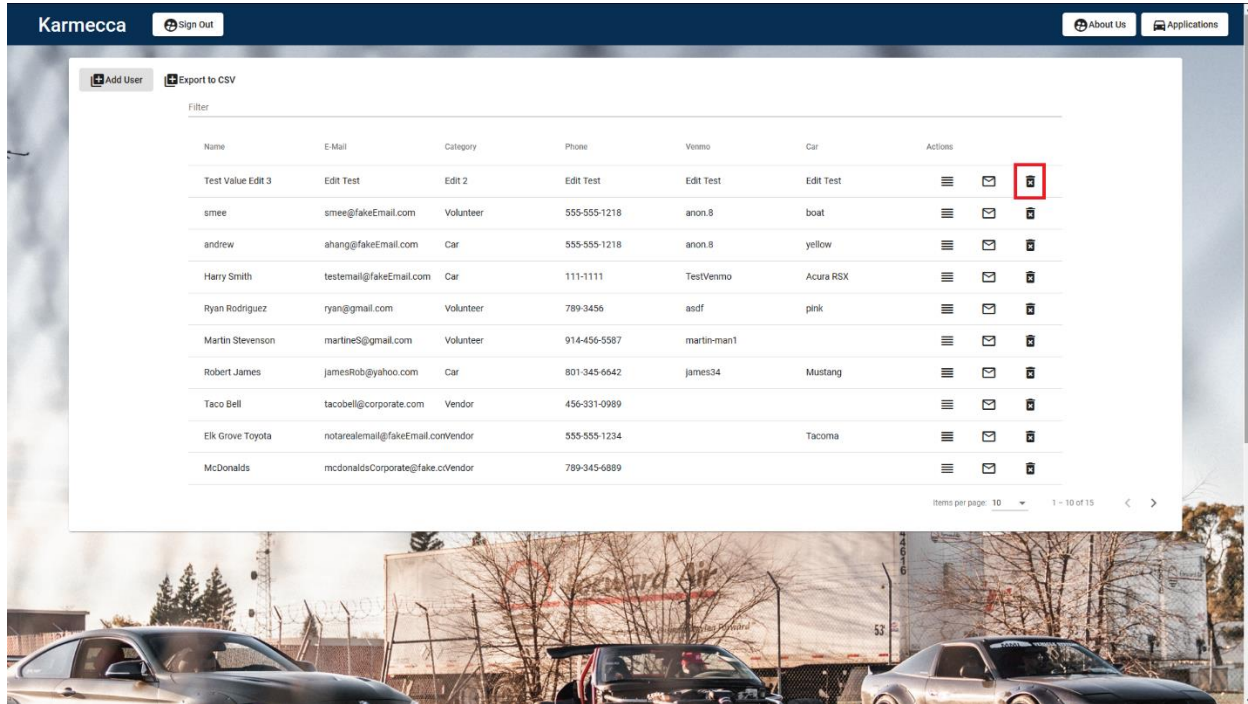 Karmecca Sign Out About Us Applications
Add User Export to CSV
Filter
Name E-Mail Category Phone Venmo Car Actions
Test Value Edit 3 Edit Test Edit 2 Edit Test Edit Test Edit Test
smee smee@fakeEmail.com Volunteer 555-555-1218 anon.8 boat
andrew ahang@fakeEmail.com Car 555-555-1218 anon.8 yellow
Harry Smith testemail@fakeEmail.com Car 111-1111 TestVenmo Acura RSX
Ryan Rodriguez ryan@gmail.com Volunteer 789-3456 asdf pink
Martin Stevenson martineS@gmail.com Volunteer 914-456-5587 martin-man1
Robert James jamesRob@yahoo.com Car 801-345-6642 james34 Mustang
Taco Bell tacobell@corporate.com Vendor 456-331-0989
Elk Grove Toyota notarealemail@fakeEmail.com Vendor 555-555-1234 Tacoma
McDonalds mcdonaldsCorporate@fake.c Vendor 789-345-6889
Items per page: 10 1 – 10 of 15
Forward Air
53